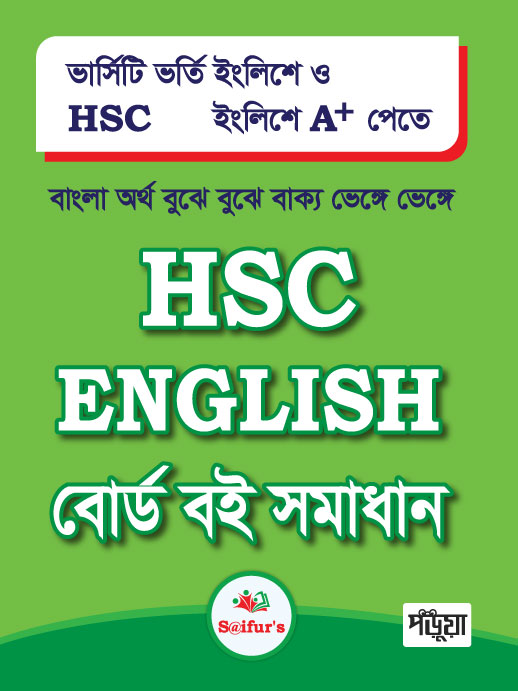 ভার্সিটি ভর্তি ইংলিশে ও
HSC ইংলিশে A+ পেতে
বাংলা অর্থ বুঝে বুঝে বাক্য ভেঙ্গে ভেঙ্গে
HSC
ENGLISH
বোর্ড বই সমাধান
S@ifur's
পড়ুয়া